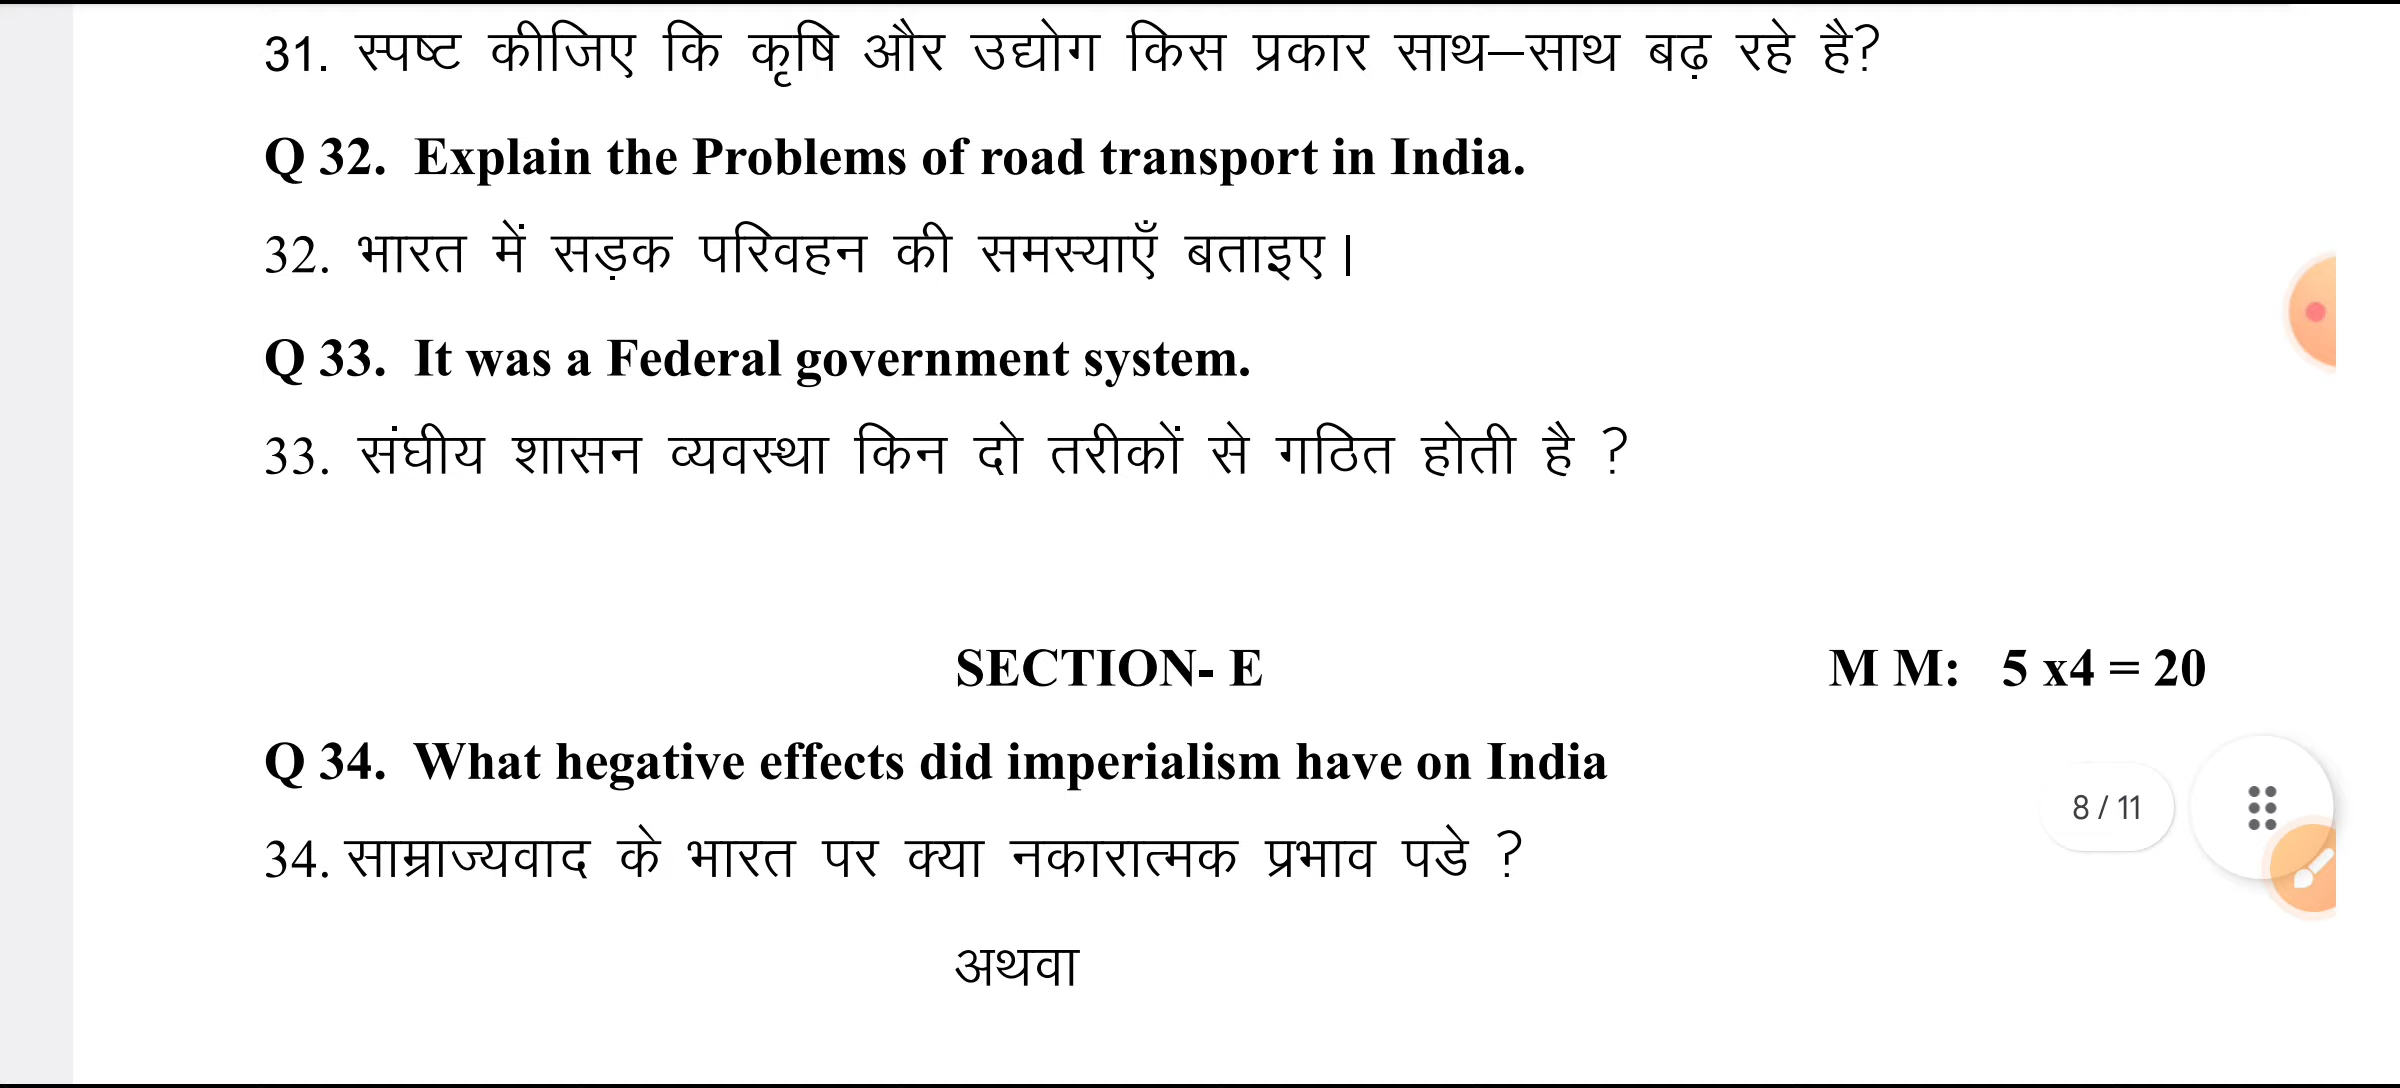 31. स्पष्ट कीजिए कि कृषि और उद्योग किस प्रकार साथ–साथ बढ़ रहे है?
Q 32. Explain the Problems of road transport in India.
32. भारत में सड़क परिवहन की समस्याएँ बताइए।
Q 33. It was a Federal government system.
33. संघीय शासन व्यवस्था किन दो तरीकों से गठित होती है ?
SECTION- E M M: 5 x4 = 20
Q 34. What hegative effects did imperialism have on India
34. साम्राज्यवाद के भारत पर क्या नकारात्मक प्रभाव पडे ?
8 / 11
अथवा